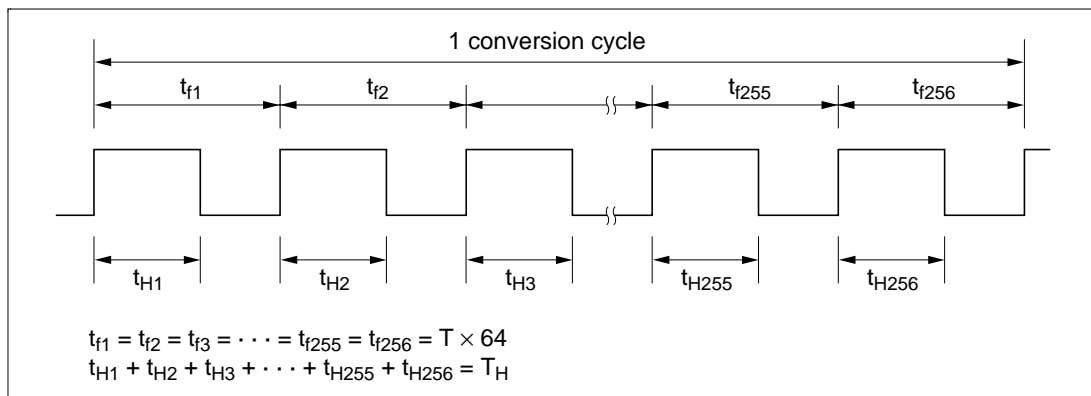 1 conversion cycle
tf1 tf2 tf255 tf256
tH1 tH2 tH3 tH255 tH256
tf1 = tf2 = tf3 = · · · = tf255 = tf256 = T × 64
tH1 + tH2 + tH3 + · · · + tH255 + tH256 = TH